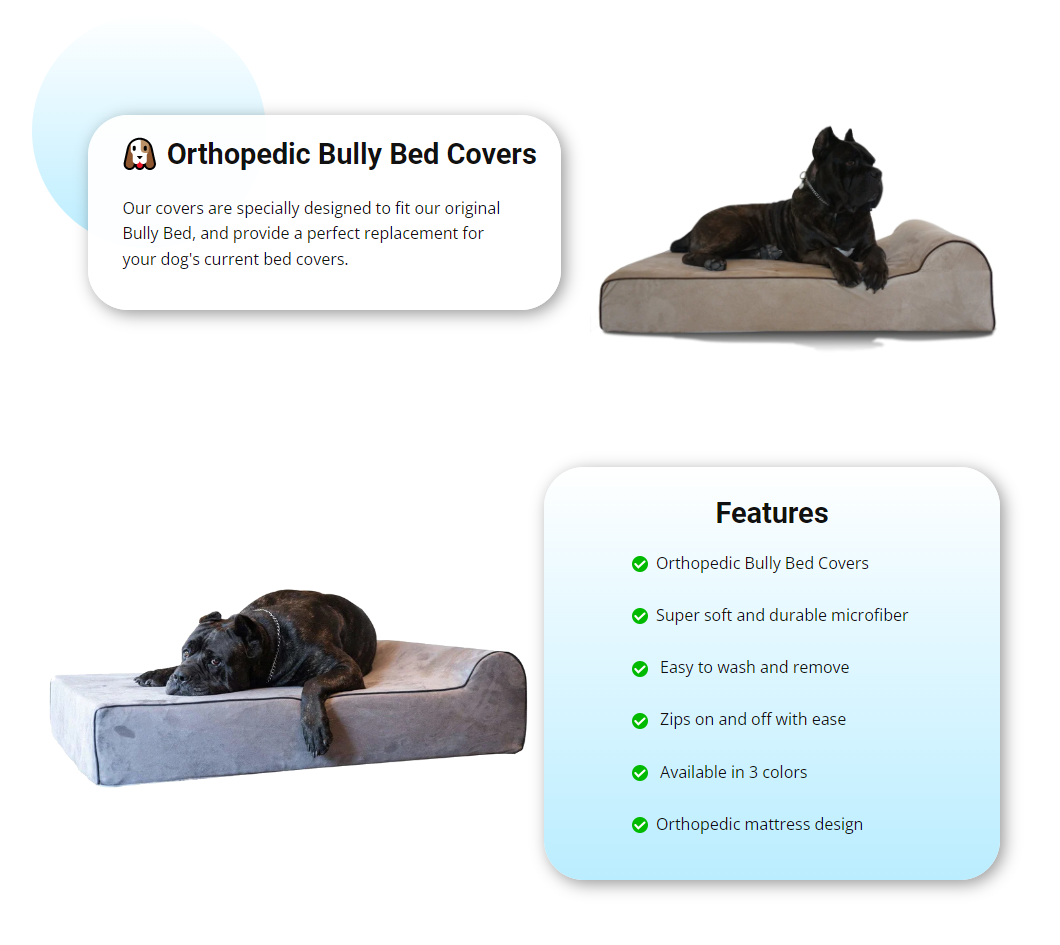 Orthopedic Bully Bed Covers
Our covers are specially designed to fit our original
Bully Bed, and provide a perfect replacement for
your dog's current bed covers.
Features
Orthopedic Bully Bed Covers
Super soft and durable microfiber
Easy to wash and remove
Zips on and off with ease
Available in 3 colors
Orthopedic mattress design